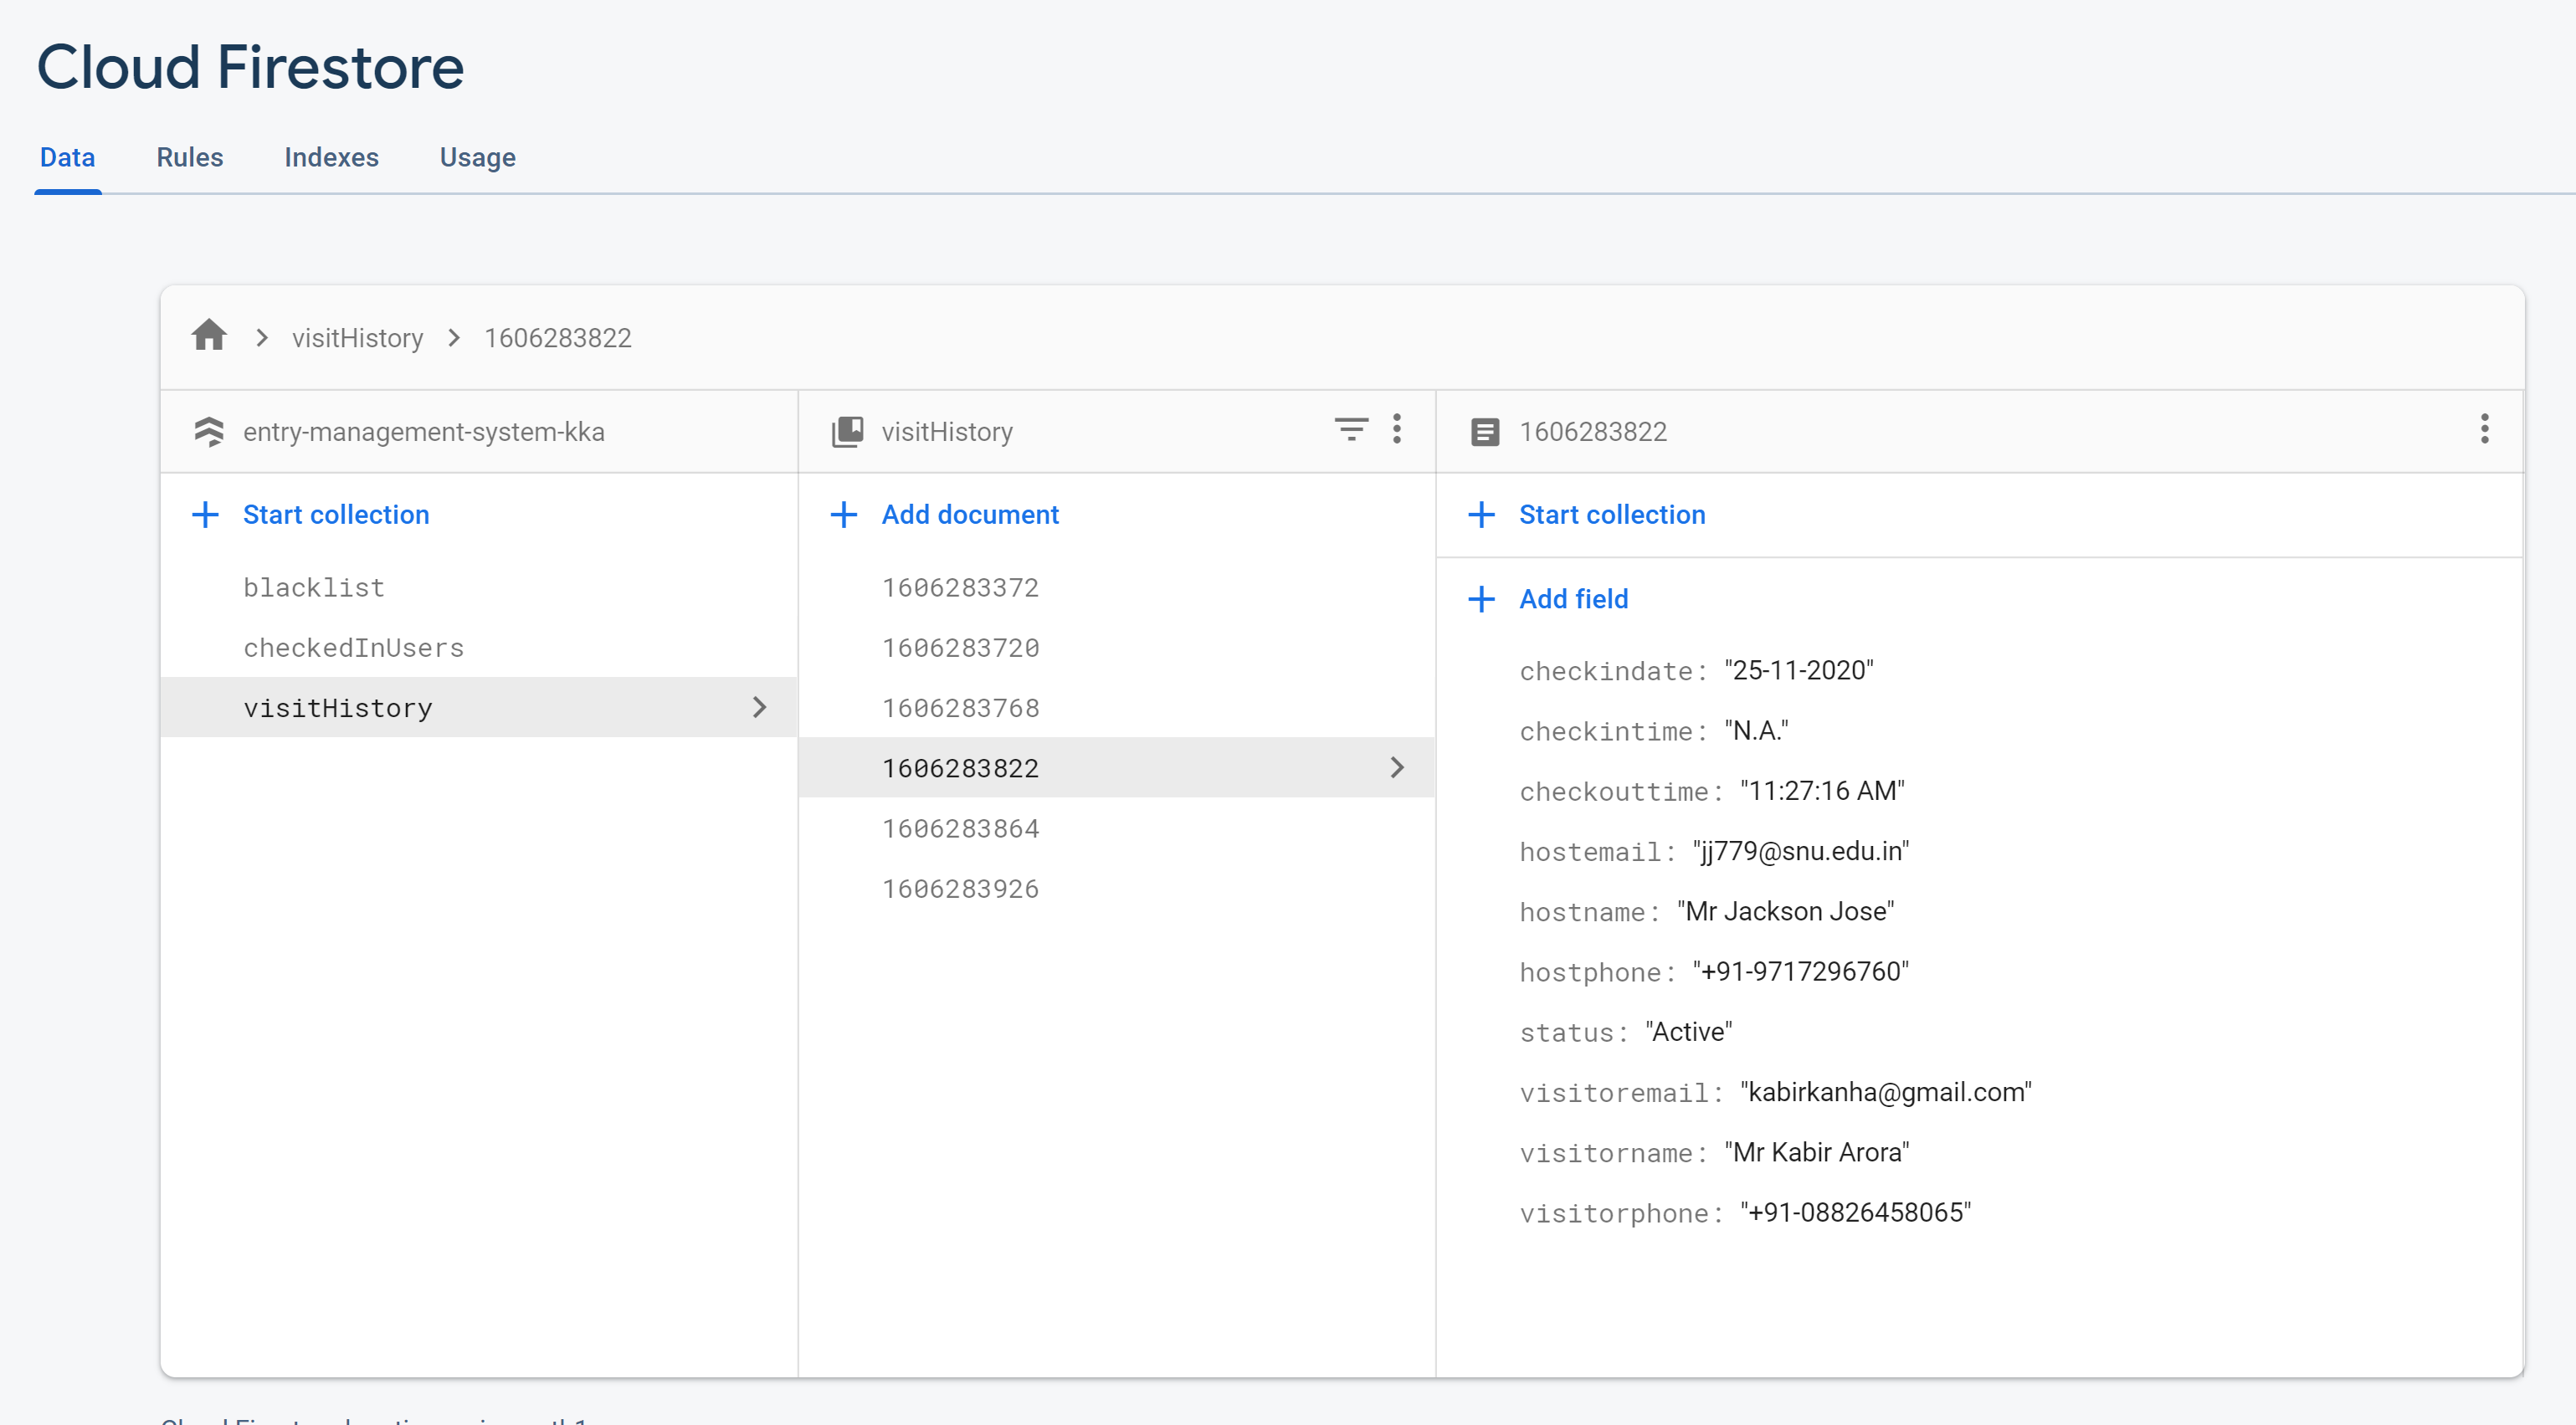 Cloud Firestore
Data Rules Indexes Usage
visitHistory 1606283822
entry-management-system-kka
Start collection
blacklist
checkedInUsers
visitHistory
visitHistory
Add document
1606283372
1606283720
1606283768
1606283822
1606283864
1606283926
1606283822
Start collection
Add field
checkindate: "25-11-2020"
checkintime: "N.A."
checkouttime: "11:27:16 AM"
hostemail: "jj779@snu.edu.in"
hostname: "Mr Jackson Jose"
hostphone: "+91-9717296760"
status: "Active"
visitoremail: "kabirkanha@gmail.com"
visitorname: "Mr Kabir Arora"
visitorphone: "+91-08826458065"